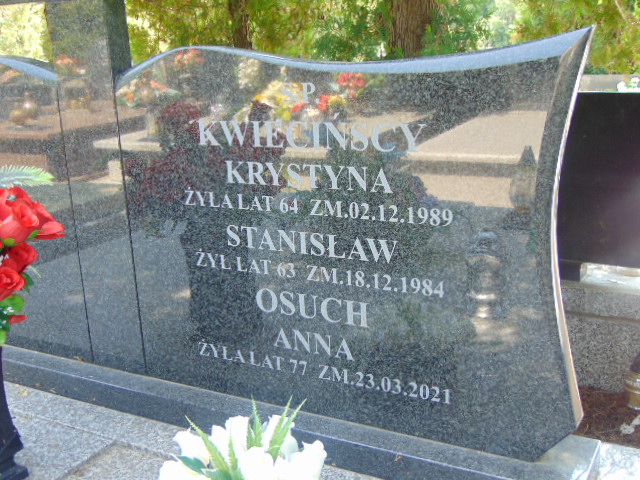 Ś.P.
KWIECIŃSCY
KRYSTYNA
ŻYŁA LAT 64 ZM.02.12.1989
STANISŁAW
ŻYŁ LAT 63 ZM.18.12.1984
OSUCH
ANNA
ŻYŁA LAT 77 ZM.23.03.2021